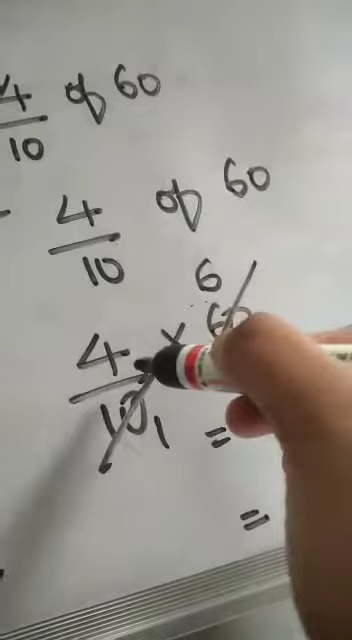 4/10 of 60
4/10 of 60
6
4/10 × 60
1
=
=